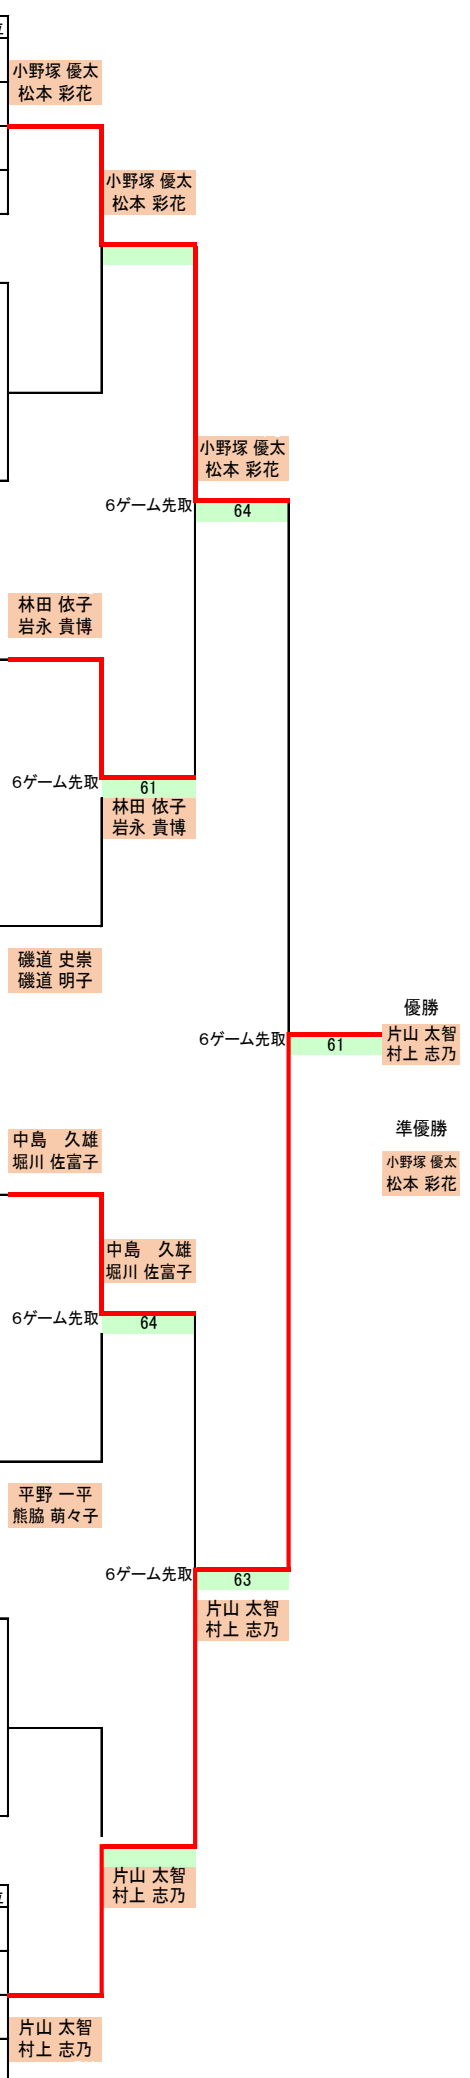 小野塚 優太
松本 彩花
小野塚 優太
松本 彩花
小野塚 優太
松本 彩花
6ゲーム先取
64
林田 依子
岩永 貴博
6ゲーム先取
61
林田 依子
岩永 貴博
磯道 史崇
磯道 明子
優勝
片山 太智
村上 志乃
6ゲーム先取
61
準優勝
小野塚 優太
松本 彩花
中島　久雄
堀川 佐富子
中島　久雄
堀川 佐富子
6ゲーム先取
64
平野 一平
熊脇 萌々子
6ゲーム先取
63
片山 太智
村上 志乃
片山 太智
村上 志乃
片山 太智
村上 志乃